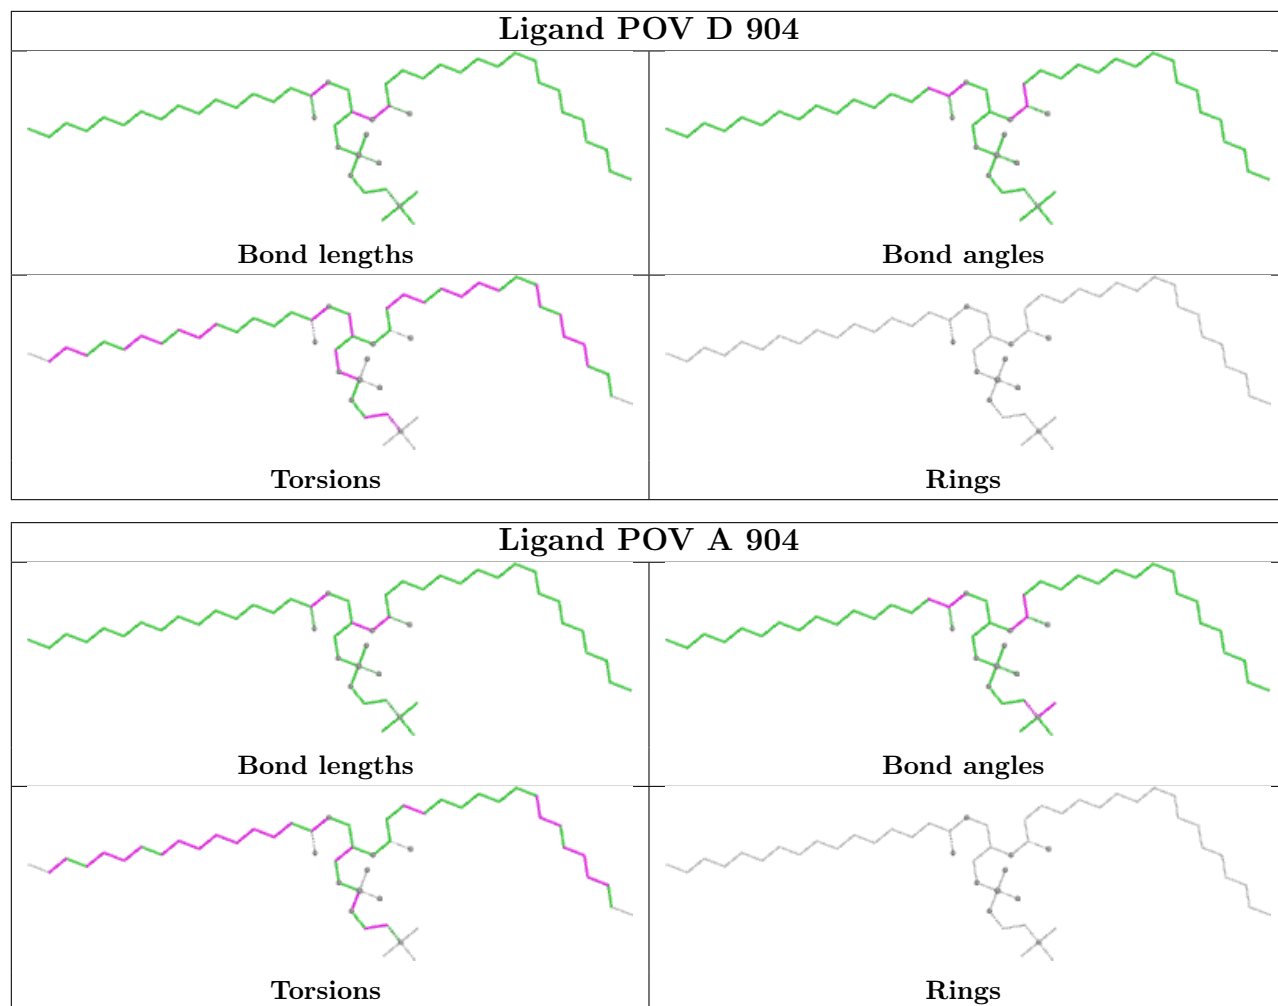 Ligand POV D 904
Bond lengths
Bond angles
Torsions
Rings
Ligand POV A 904
Bond lengths
Bond angles
Torsions
Rings